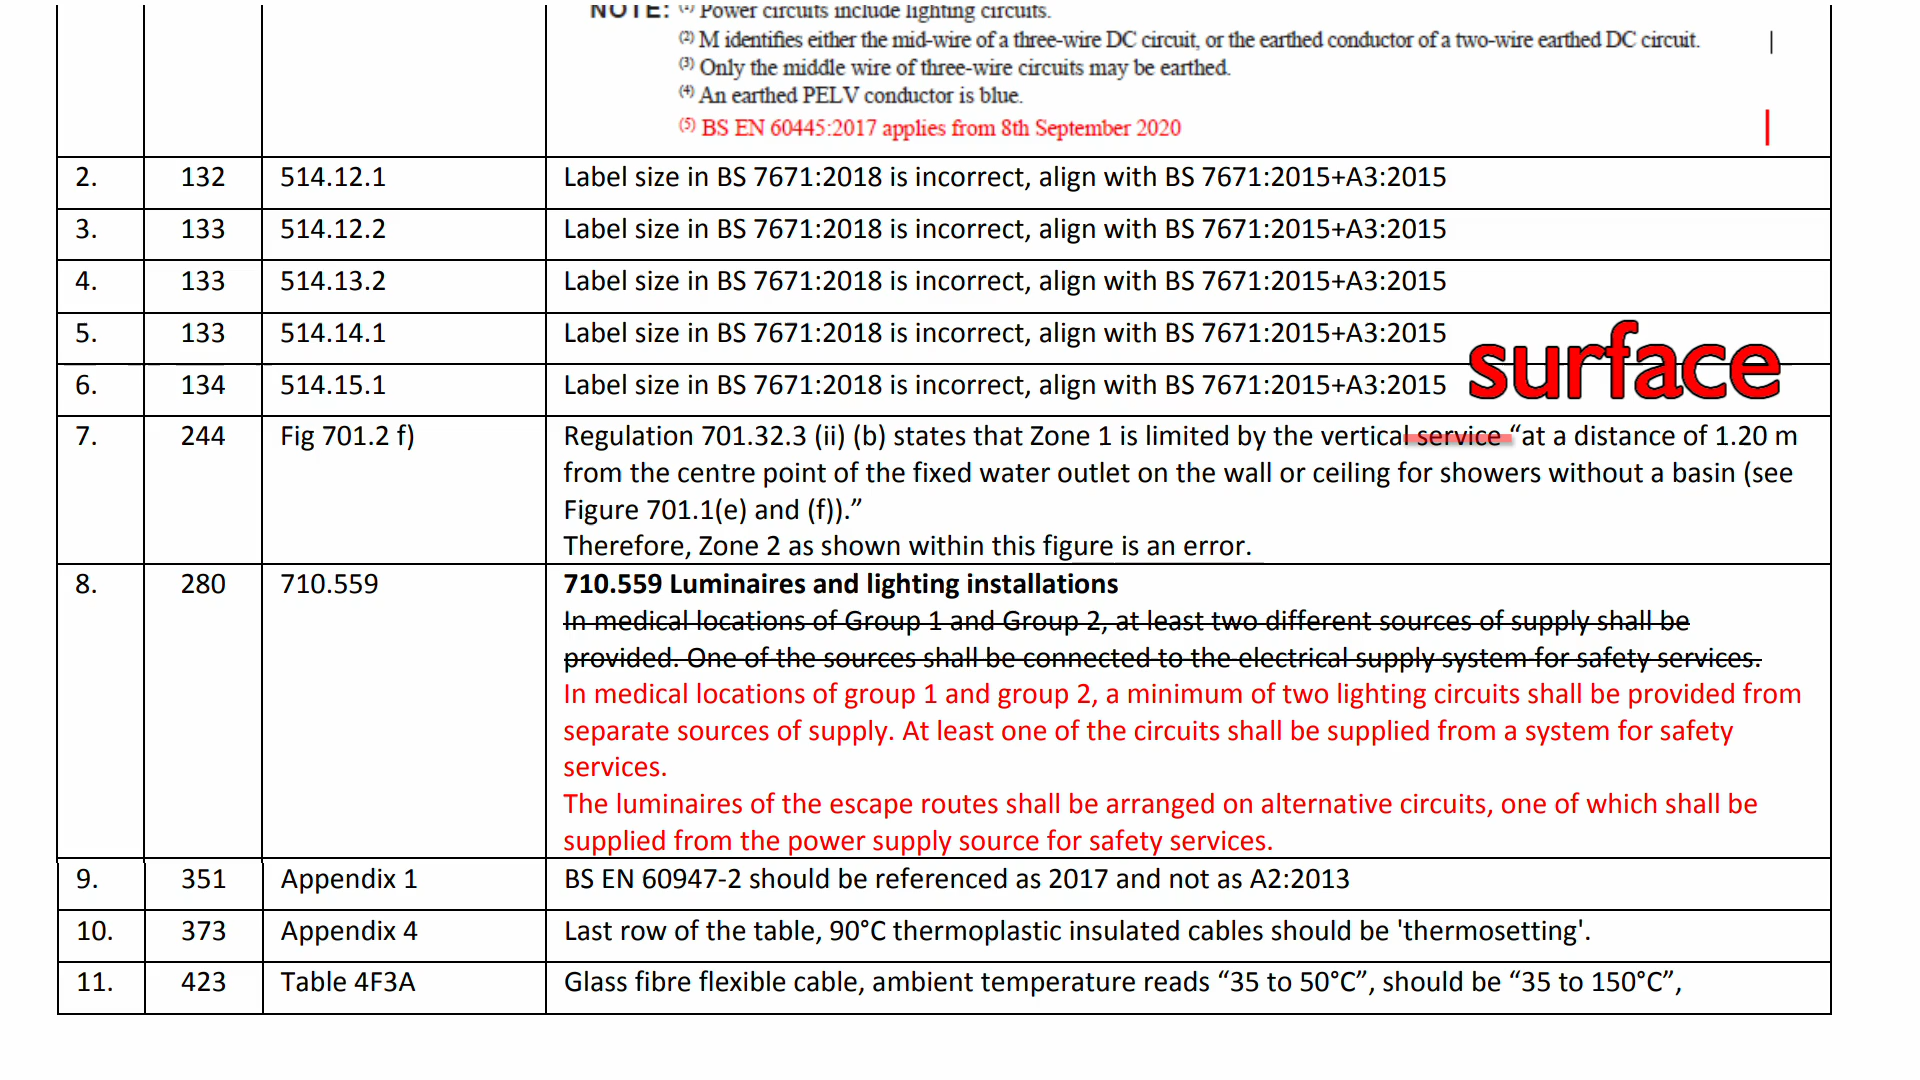 NOTE: (1) Power circuits include lighting circuits.
(2) M identifies either the mid-wire of a three-wire DC circuit, or the earthed conductor of a two-wire earthed DC circuit.
(3) Only the middle wire of three-wire circuits may be earthed.
(4) An earthed PELV conductor is blue.
(5) BS EN 60445:2017 applies from 8th September 2020
2. 132 514.12.1 Label size in BS 7671:2018 is incorrect, align with BS 7671:2015+A3:2015
3. 133 514.12.2 Label size in BS 7671:2018 is incorrect, align with BS 7671:2015+A3:2015
4. 133 514.13.2 Label size in BS 7671:2018 is incorrect, align with BS 7671:2015+A3:2015
5. 133 514.14.1 Label size in BS 7671:2018 is incorrect, align with BS 7671:2015+A3:2015
surface
6. 134 514.15.1 Label size in BS 7671:2018 is incorrect, align with BS 7671:2015+A3:2015
7. 244 Fig 701.2 f) Regulation 701.32.3 (ii) (b) states that Zone 1 is limited by the vertical service “at a distance of 1.20 m
from the centre point of the fixed water outlet on the wall or ceiling for showers without a basin (see
Figure 701.1(e) and (f)).”
Therefore, Zone 2 as shown within this figure is an error.
8. 280 710.559 710.559 Luminaires and lighting installations
In medical locations of Group 1 and Group 2, at least two different sources of supply shall be
provided. One of the sources shall be connected to the electrical supply system for safety services.
In medical locations of group 1 and group 2, a minimum of two lighting circuits shall be provided from
separate sources of supply. At least one of the circuits shall be supplied from a system for safety
services.
The luminaires of the escape routes shall be arranged on alternative circuits, one of which shall be
supplied from the power supply source for safety services.
9. 351 Appendix 1 BS EN 60947-2 should be referenced as 2017 and not as A2:2013
10. 373 Appendix 4 Last row of the table, 90°C thermoplastic insulated cables should be 'thermosetting'.
11. 423 Table 4F3A Glass fibre flexible cable, ambient temperature reads “35 to 50°C”, should be “35 to 150°C”,